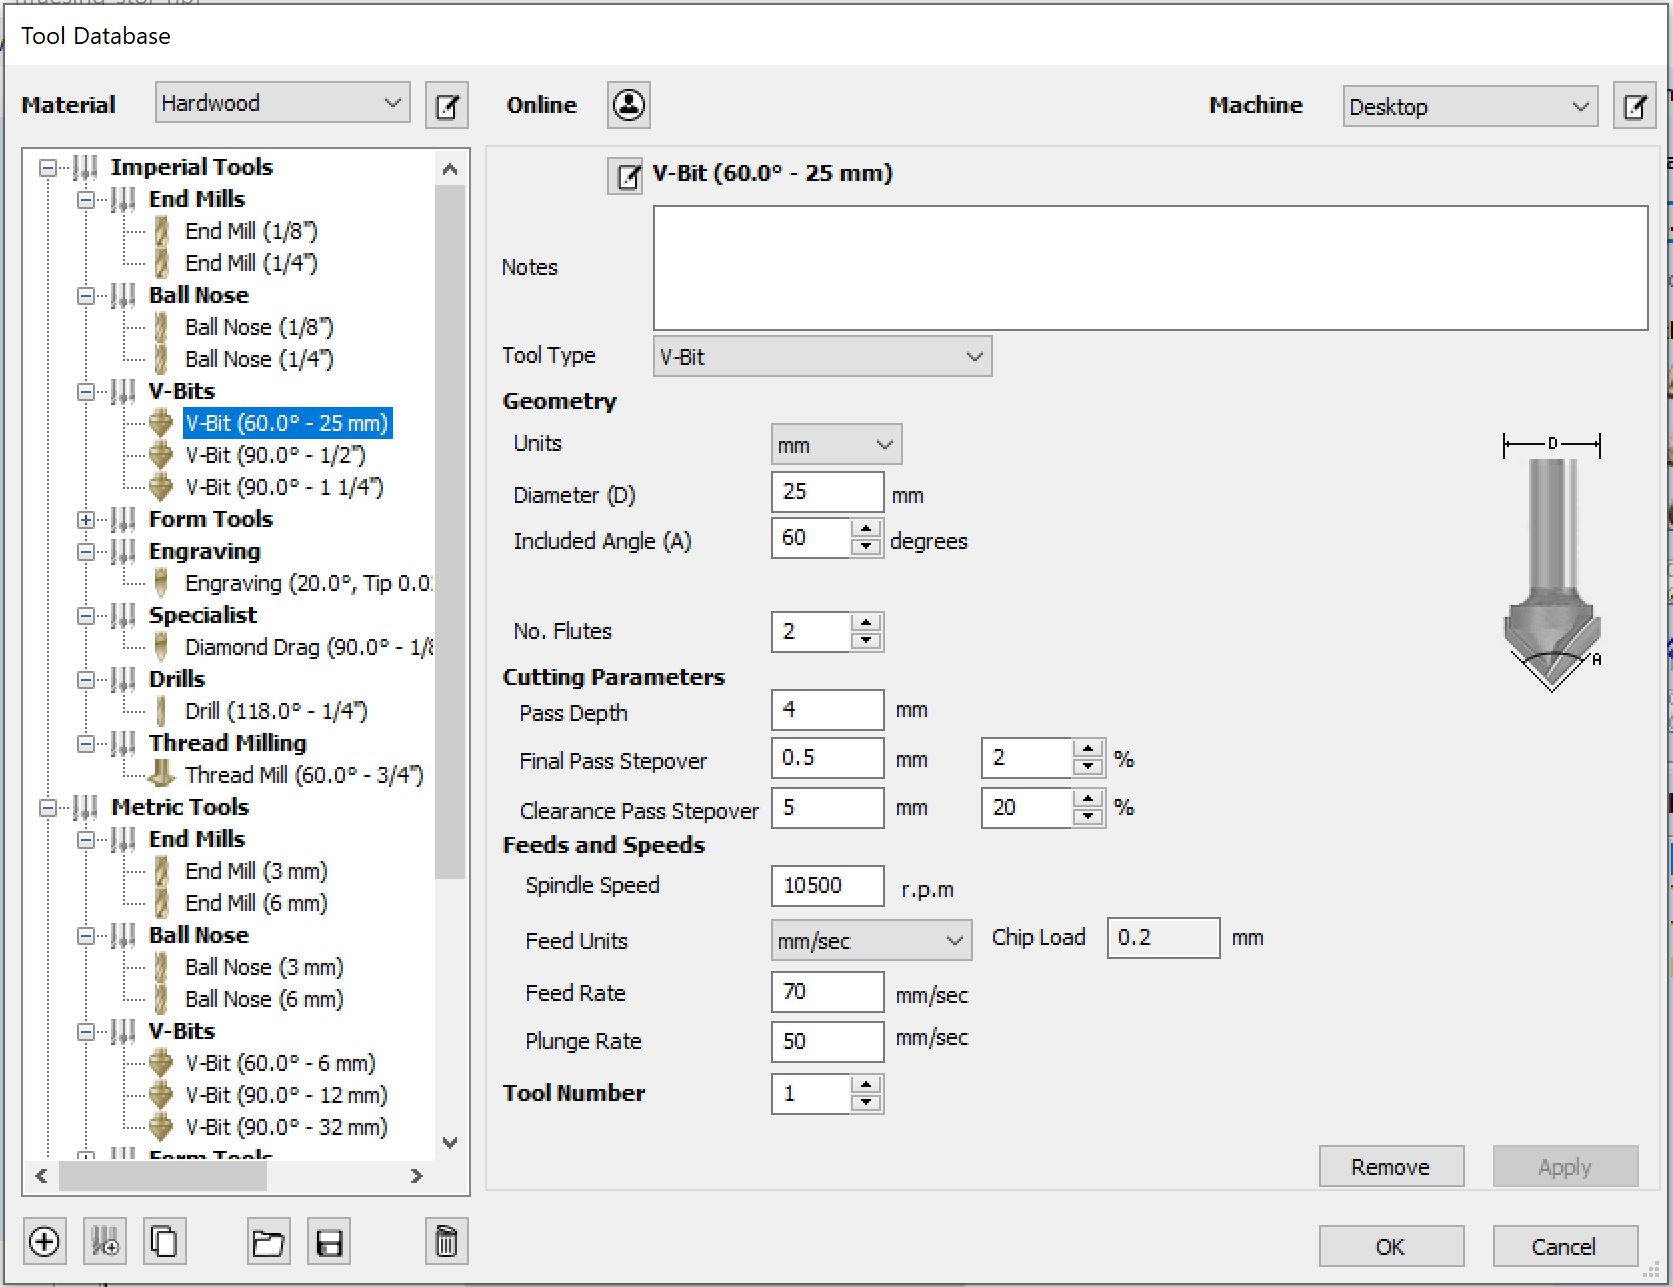 Tool Database
Material
Hardwood
Online
Machine
Desktop
Imperial Tools
End Mills
End Mill (1/8")
End Mill (1/4")
Ball Nose
Ball Nose (1/8")
Ball Nose (1/4")
V-Bits
V-Bit (60.0° - 25 mm)
V-Bit (90.0° - 1/2")
V-Bit (90.0° - 1 1/4")
Form Tools
Engraving
Engraving (20.0°, Tip 0.0
Specialist
Diamond Drag (90.0° - 1/8
Drills
Drill (118.0° - 1/4")
Thread Milling
Thread Mill (60.0° - 3/4")
Metric Tools
End Mills
End Mill (3 mm)
End Mill (6 mm)
Ball Nose
Ball Nose (3 mm)
Ball Nose (6 mm)
V-Bits
V-Bit (60.0° - 6 mm)
V-Bit (90.0° - 12 mm)
V-Bit (90.0° - 32 mm)
Form Tools
V-Bit (60.0° - 25 mm)
Notes
Tool Type
V-Bit
Geometry
Units
mm
Diameter (D)
25
mm
Included Angle (A)
60
degrees
No. Flutes
2
D
A
Cutting Parameters
Pass Depth
4
mm
Final Pass Stepover
0.5
mm
2
%
Clearance Pass Stepover
5
mm
20
%
Feeds and Speeds
Spindle Speed
10500
r.p.m
Feed Units
mm/sec
Chip Load
0.2
mm
Feed Rate
70
mm/sec
Plunge Rate
50
mm/sec
Tool Number
1
Remove
Apply
OK
Cancel